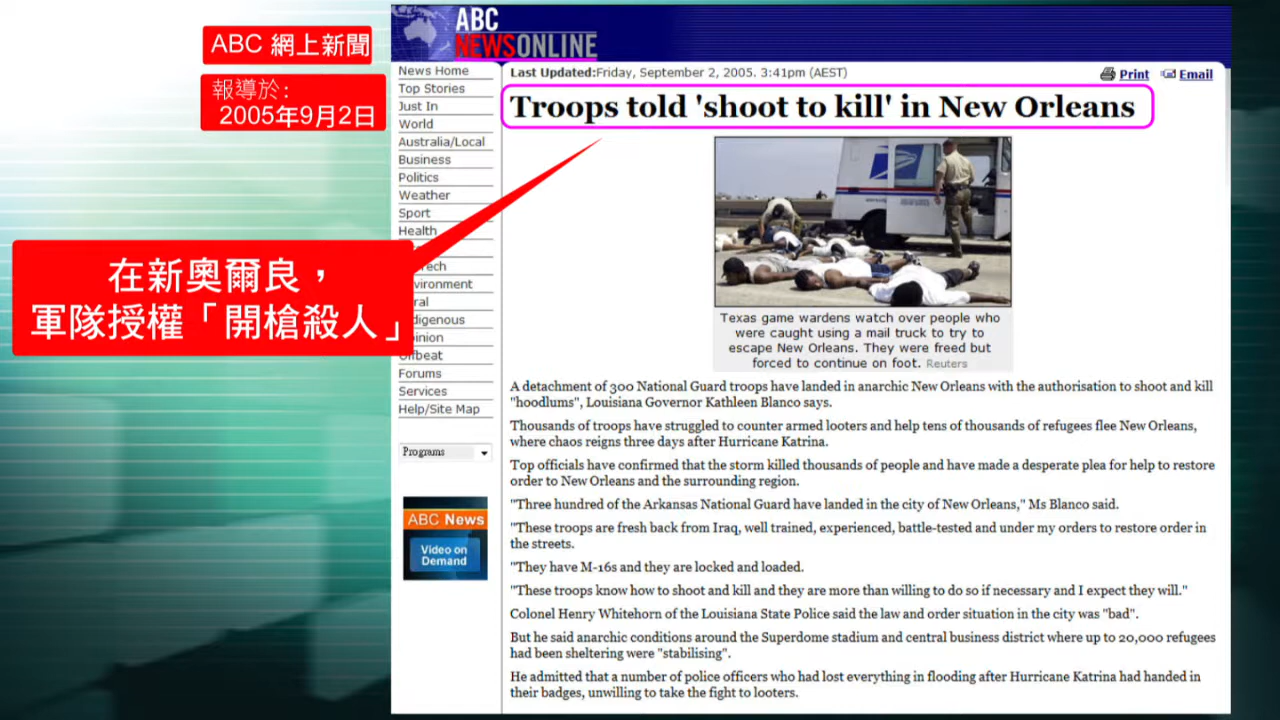 ABC 網上新聞
報導於:
2005年9月2日
在新奧爾良，
軍隊授權「開槍殺人」
ABC
NEWSONLINE
News Home
Top Stories
Just In
World
Australia/Local
Business
Politics
Weather
Sport
Health
Forums
Services
Help/Site Map
Programs
ABC News
Video on
Demand
Last Updated:Friday, September 2, 2005. 3:41pm (AEST)
Print
Email
Troops told 'shoot to kill' in New Orleans
Texas game wardens watch over people who
were caught using a mail truck to try to
escape New Orleans. They were freed but
forced to continue on foot. Reuters
A detachment of 300 National Guard troops have landed in anarchic New Orleans with the authorisation to shoot and kill
"hoodlums", Louisiana Governor Kathleen Blanco says.
Thousands of troops have struggled to counter armed looters and help tens of thousands of refugees flee New Orleans,
where chaos reigns three days after Hurricane Katrina.
Top officials have confirmed that the storm killed thousands of people and have made a desperate plea for help to restore
order to New Orleans and the surrounding region.
"Three hundred of the Arkansas National Guard have landed in the city of New Orleans," Ms Blanco said.
"These troops are fresh back from Iraq, well trained, experienced, battle-tested and under my orders to restore order in
the streets.
"They have M-16s and they are locked and loaded.
"These troops know how to shoot and kill and they are more than willing to do so if necessary and I expect they will."
Colonel Henry Whitehorn of the Louisiana State Police said the law and order situation in the city was "bad".
But he said anarchic conditions around the Superdome stadium and central business district where up to 20,000 refugees
had been sheltering were "stabilising".
He admitted that a number of police officers who had lost everything in flooding after Hurricane Katrina had handed in
their badges, unwilling to take the fight to looters.